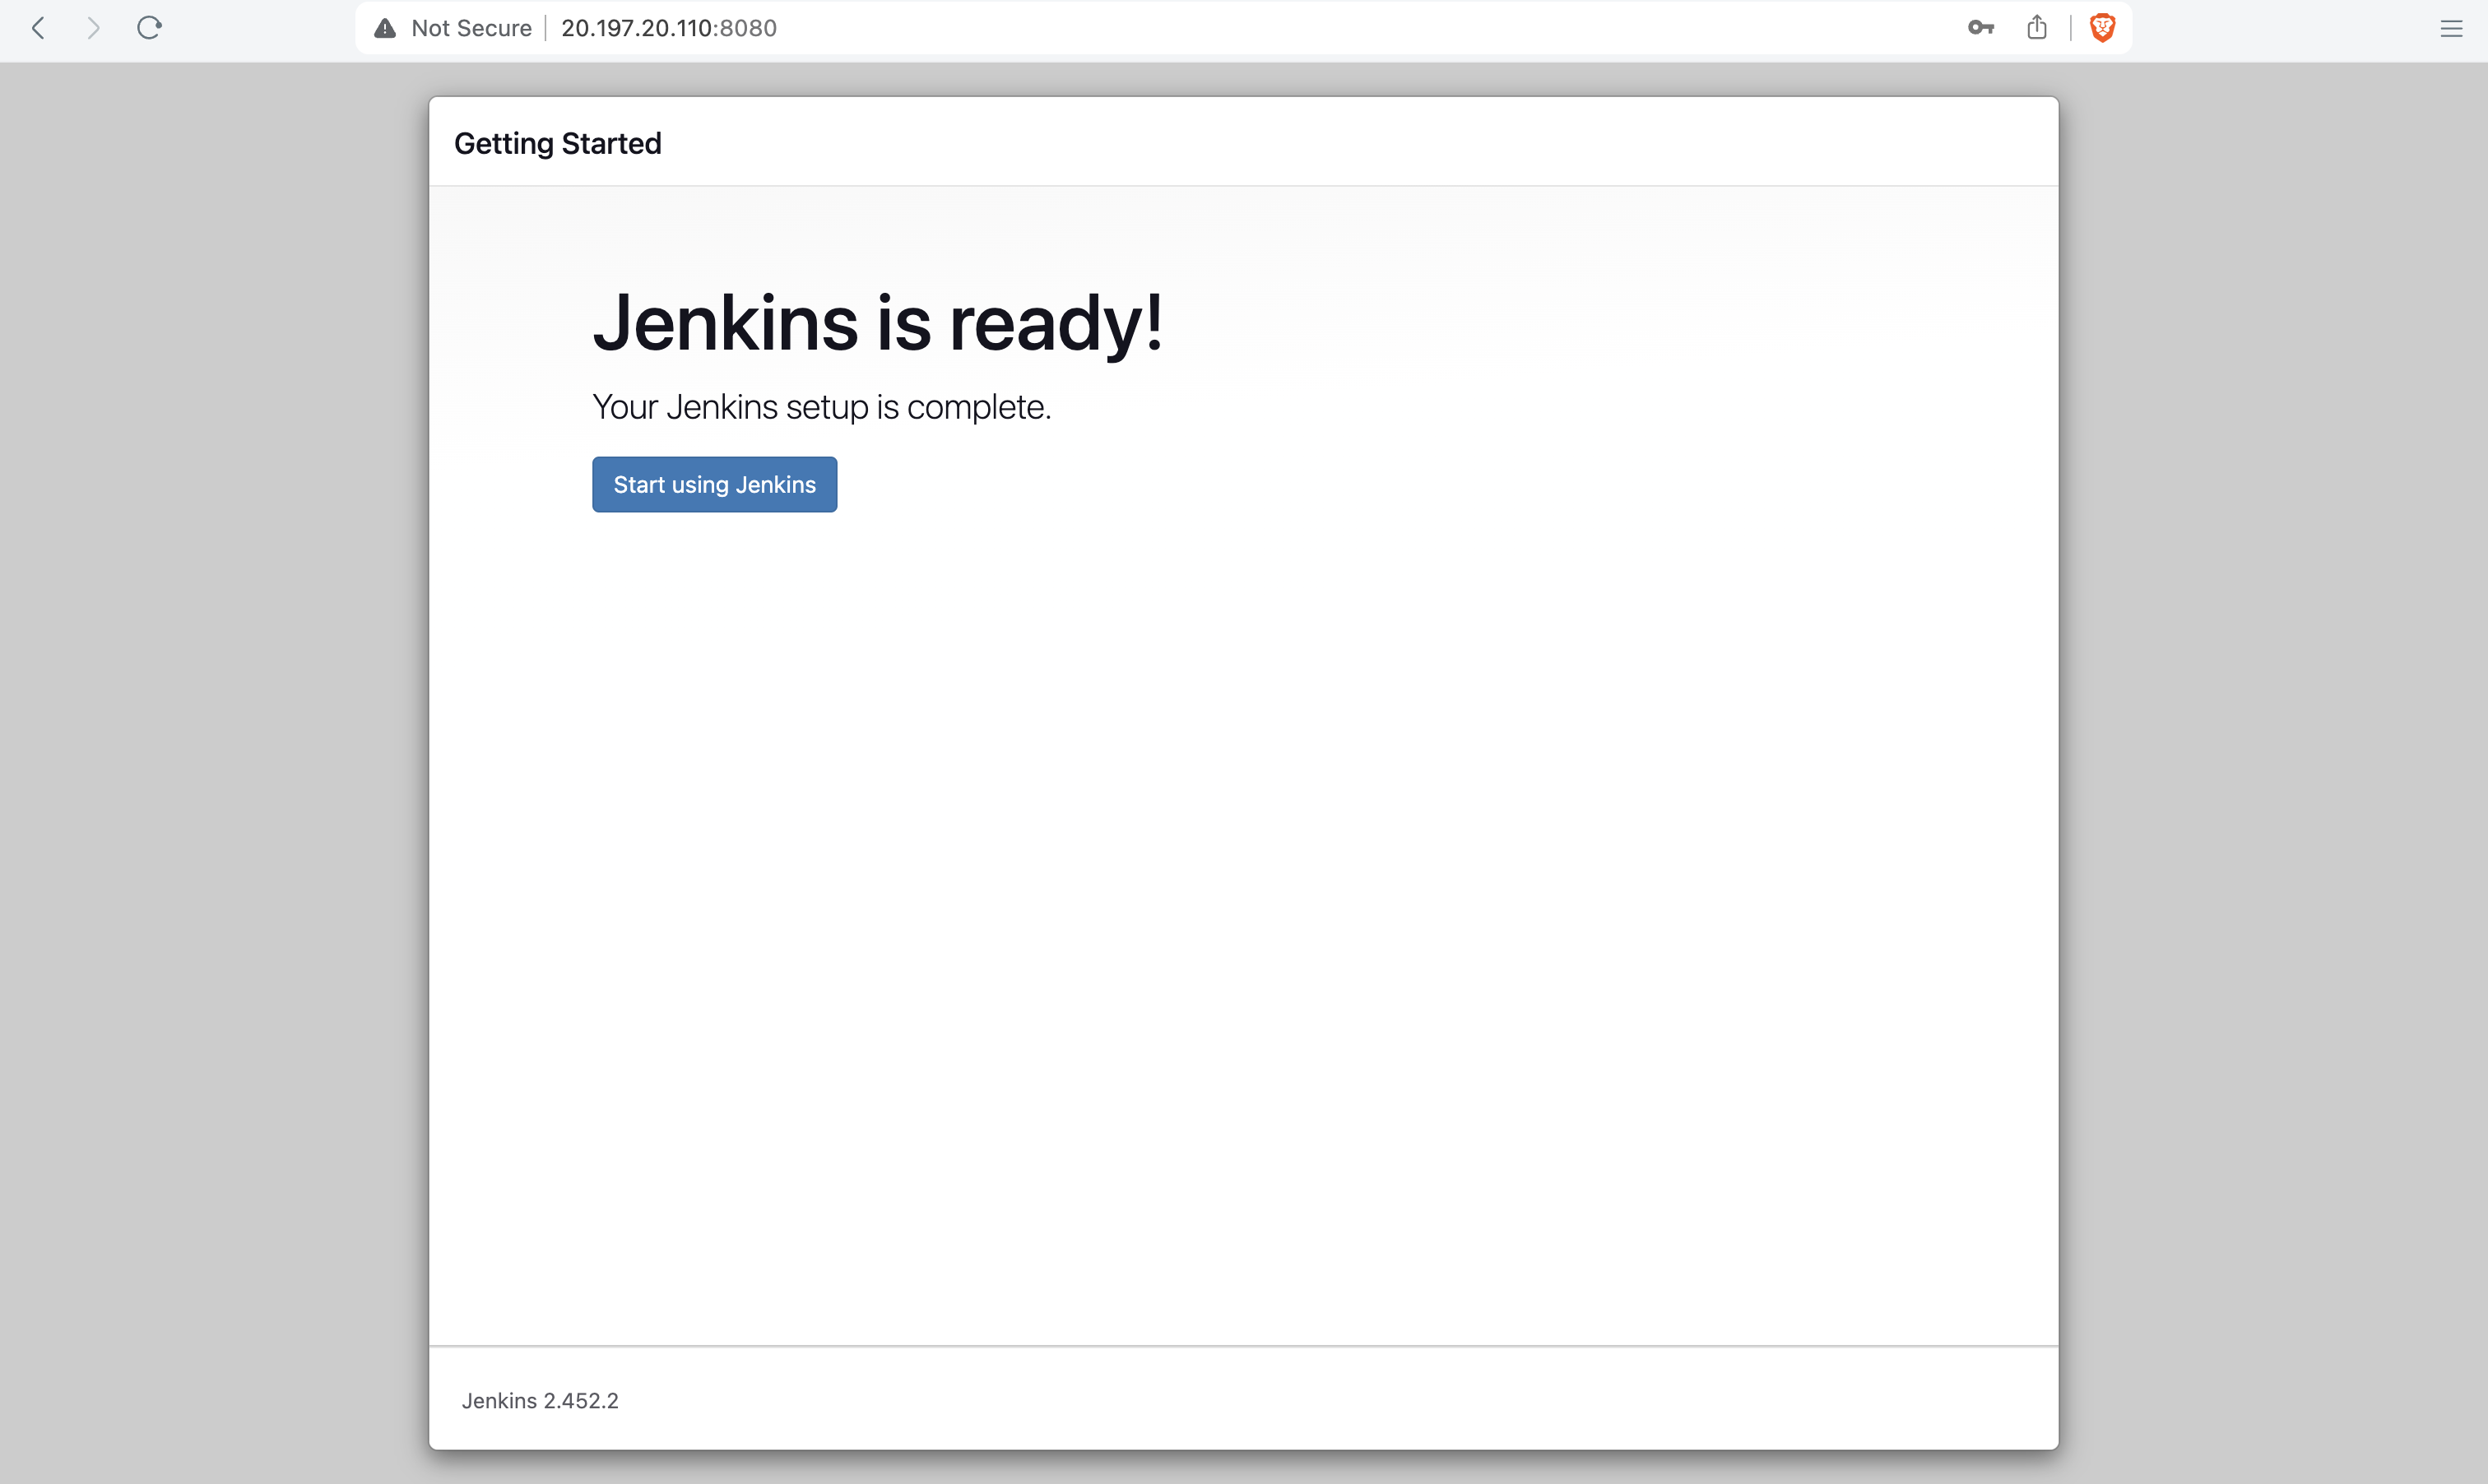 Not Secure 20.197.20.110:8080
Getting Started
Jenkins is ready!
Your Jenkins setup is complete.
Start using Jenkins
Jenkins 2.452.2